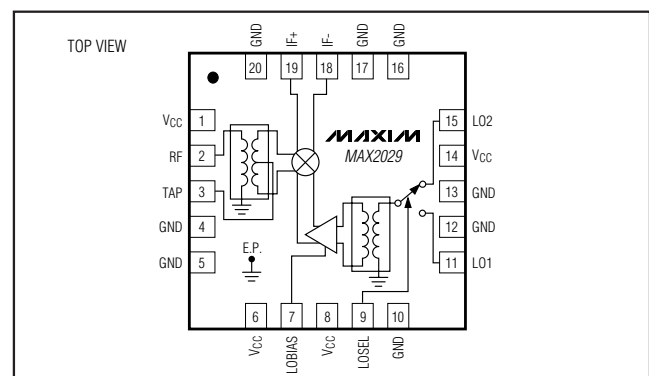 TOP VIEW
GND
IF+
IF-
GND
GND
20
19
18
17
16
VCC
1
RF
2
TAP
3
GND
4
GND
5
MAXIM
MAX2029
15
LO2
14
VCC
13
GND
12
GND
11
LO1
E.P.
6
7
8
9
10
VCC
LOBIAS
VCC
LOSEL
GND